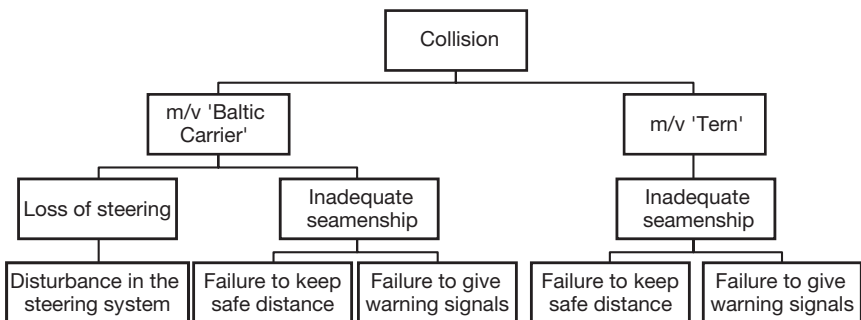 Collision
m/v 'Baltic
Carrier'
m/v 'Tern'
Loss of steering
Inadequate
seamenship
Inadequate
seamenship
Disturbance in the
steering system
Failure to keep
safe distance
Failure to give
warning signals
Failure to keep
safe distance
Failure to give
warning signals